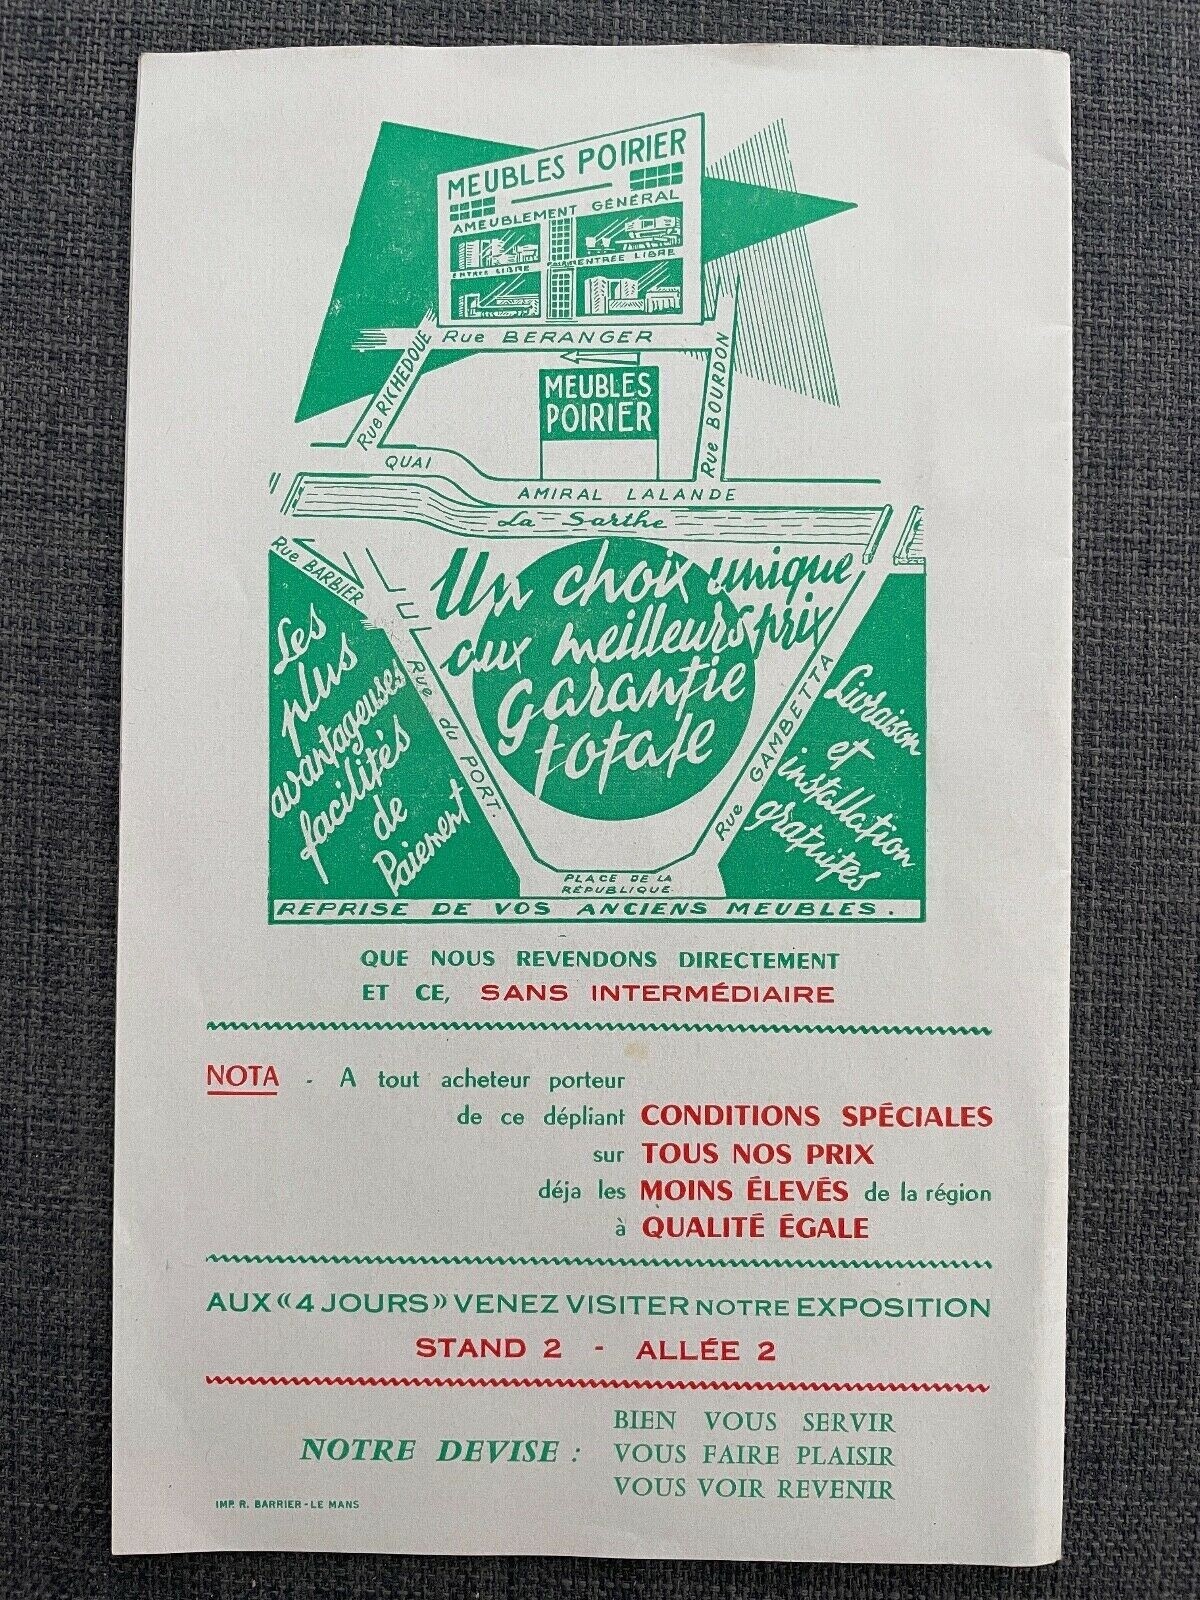 MEUBLES POIRIER
AMEUBLEMENT GÉNÉRAL
ENTRÉE LIBRE
ENTRÉE LIBRE
Rue BERANGER
Rue RICHEDOUE
MEUBLES
POIRIER
Rue BOURDON
QUAI
AMIRAL LALANDE
La Sarthe
Rue BARBIER
Un choix unique
aux meilleurs prix
Garantie
totale
Les
plus
avantageuses
facilités
de
Paiement
Rue du PORT.
Rue GAMBETTA
Livraison
et
installation
gratuites
PLACE DE LA
RÉPUBLIQUE.
REPRISE DE VOS ANCIENS MEUBLES.
QUE NOUS REVENDONS DIRECTEMENT
ET CE, SANS INTERMÉDIAIRE
NOTA - A tout acheteur porteur
de ce dépliant CONDITIONS SPÉCIALES
sur TOUS NOS PRIX
déja les MOINS ÉLEVÉS de la région
à QUALITÉ ÉGALE
AUX «4 JOURS» VENEZ VISITER NOTRE EXPOSITION
STAND 2 - ALLÉE 2
BIEN VOUS SERVIR
NOTRE DEVISE : VOUS FAIRE PLAISIR
VOUS VOIR REVENIR
IMP. R. BARRIER - LE MANS